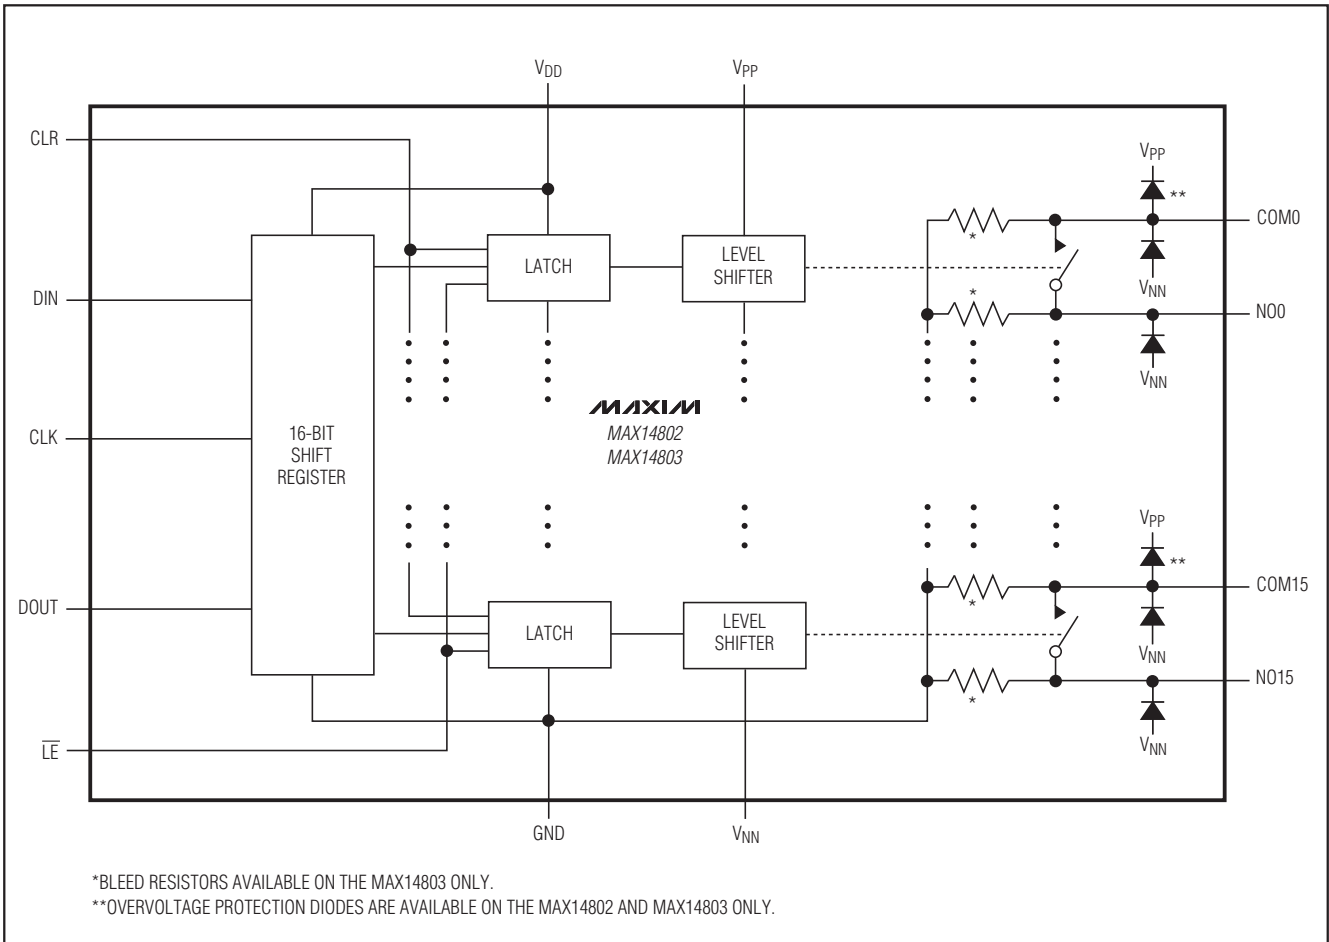 VDD
VPP
CLR
VPP
**
COM0
*
LATCH
LEVEL
SHIFTER
DIN
VNN
*
NO0
VNN
MAXIM
MAX14802
MAX14803
CLK
16-BIT
SHIFT
REGISTER
VPP
**
COM15
*
DOUT
LATCH
LEVEL
SHIFTER
VNN
NO15
*
LE
VNN
GND
VNN
*BLEED RESISTORS AVAILABLE ON THE MAX14803 ONLY.
**OVERVOLTAGE PROTECTION DIODES ARE AVAILABLE ON THE MAX14802 AND MAX14803 ONLY.